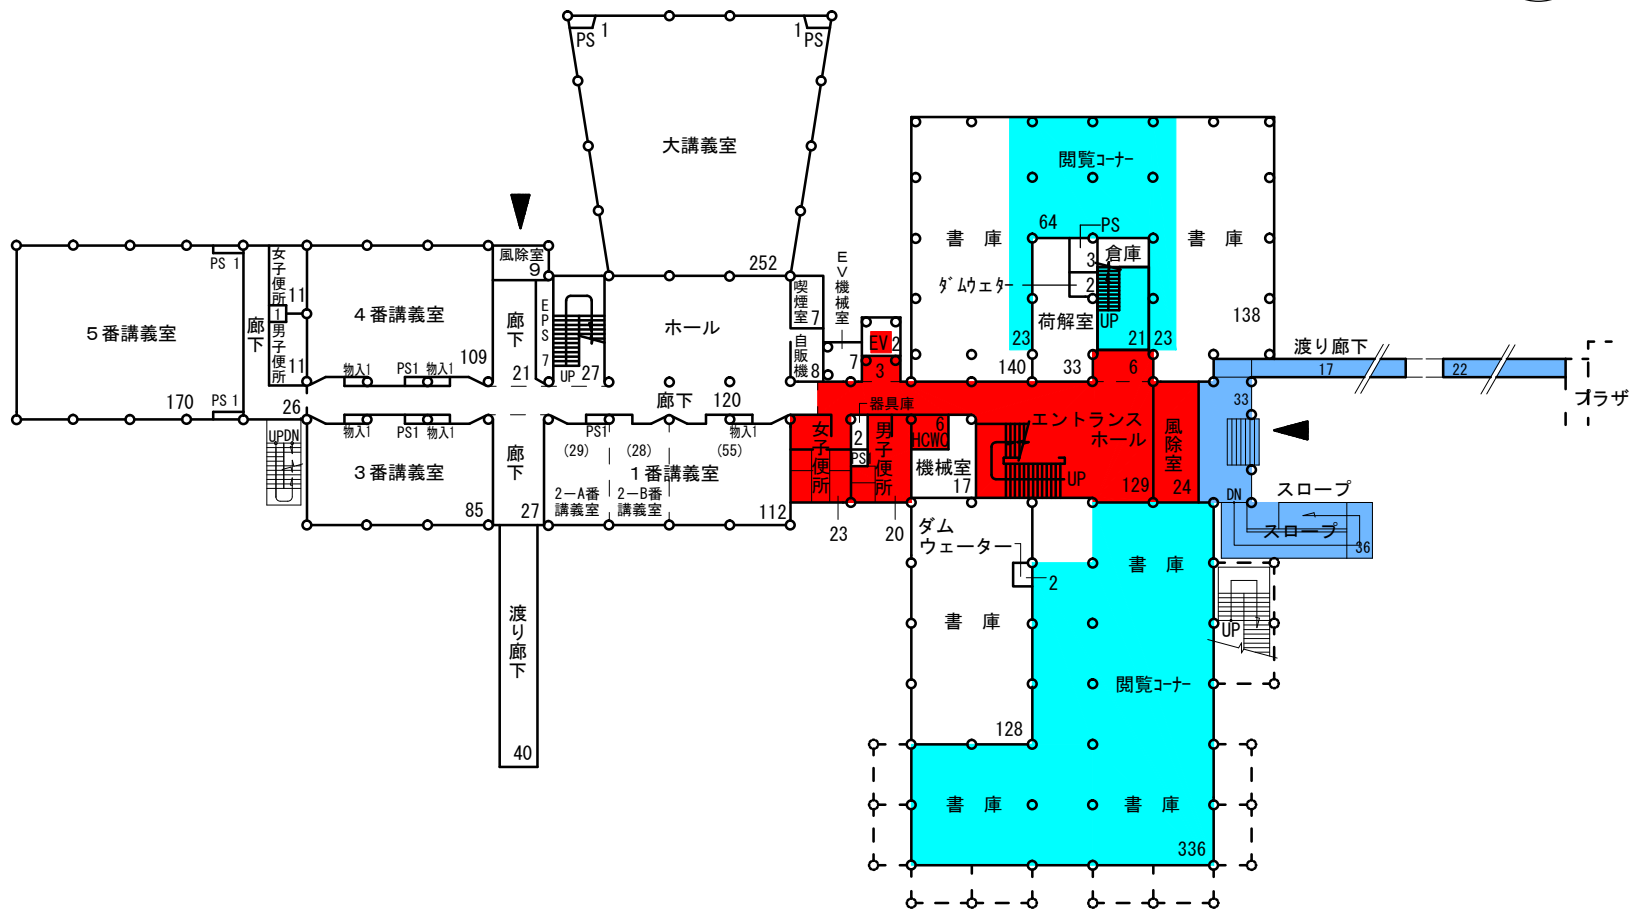 PS
1
1
PS
大講義室
252
風除室
9
5番講義室
170
PS 1
PS 1
廊下
女子便所
11
1
男子便所
11
26
4番講義室
109
物入1
PS1
物入1
廊下
21
EPS
7
UP
27
ホール
喫煙室
7
自販機
8
EV機械室
7
EV
2
3
廊下
120
物入1
PS1
物入1
UP
DN
3番講義室
85
廊下
27
渡り廊下
40
PS1
(29)
(28)
(55)
物入1
1番講義室
2-A番
講義室
2-B番
講義室
112
女子便所
23
器具庫
2
PS
男子便所
20
6
HCWC
機械室
17
UP
エントランス
ホール
129
6
風除室
24
閲覧コーナー
64
PS
書 庫
書 庫
倉庫
3
2
ダムウェター
荷解室
UP
23
21
23
138
140
33
渡り廊下
17
22
プラザ
33
DN
スロープ
スロープ
36
UP
ダム
ウェーター
2
書 庫
128
書 庫
閲覧コーナー
書 庫
書 庫
336